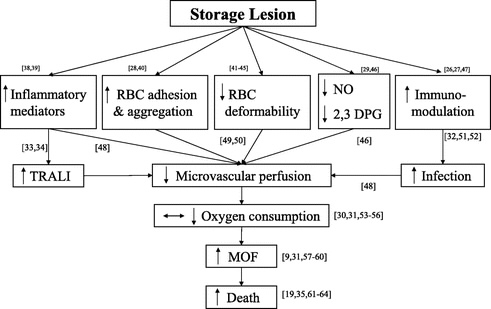 Storage Lesion
[38,39] [28,40] [41-45] [29,46] [26,27,47]
↑ Inflammatory mediators
↑ RBC adhesion & aggregation
↓ RBC deformability
↓ NO
↓ 2,3 DPG
↑ Immuno-modulation
[33,34] [48] [49,50] [46] [32,51,52]
↑ TRALI
↓ Microvascular perfusion
↑ Infection
[48]
↔ ↓ Oxygen consumption [30,31,53-56]
↑ MOF [9,31,57-60]
↑ Death [19,35,61-64]